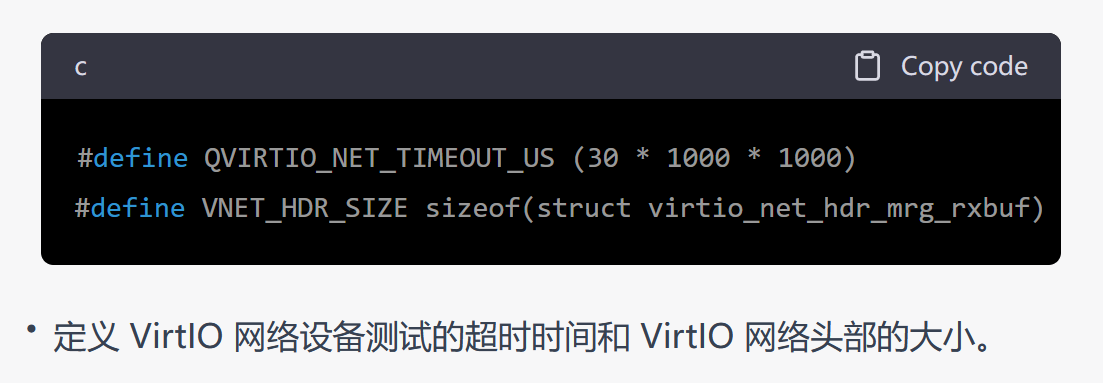 c
Copy code
#define QVIRTIO_NET_TIMEOUT_US (30 * 1000 * 1000)
#define VNET_HDR_SIZE sizeof(struct virtio_net_hdr_mrg_rxbuf)
• 定义 VirtIO 网络设备测试的超时时间和 VirtIO 网络头部的大小。